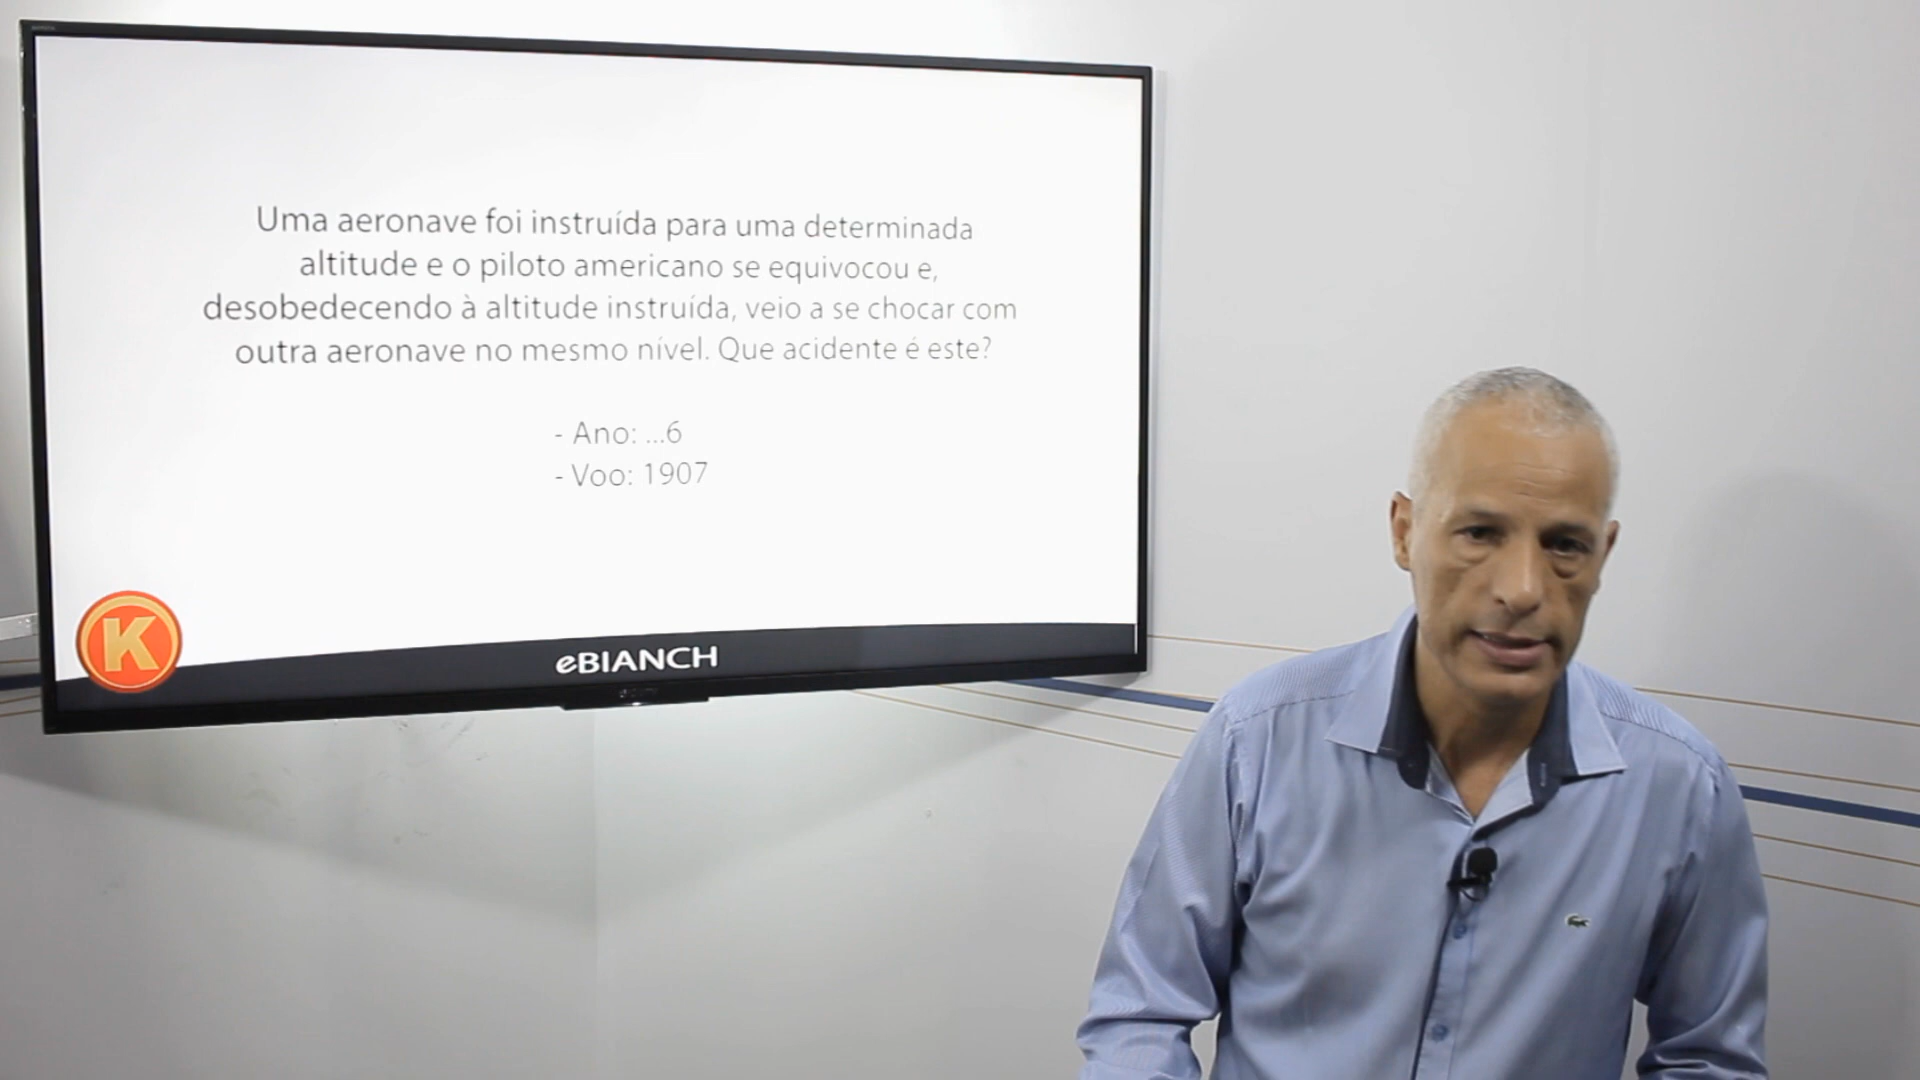 Uma aeronave foi instruída para uma determinada
altitude e o piloto americano se equivocou e,
desobedecendo à altitude instruída, veio a se chocar com
outra aeronave no mesmo nível. Que acidente é este?
- Ano: ...6
- Voo: 1907
K
eBIANCH